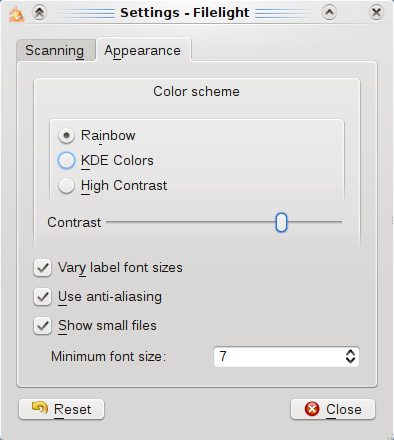 Settings - Filelight
Scanning Appearance
Color scheme
Rainbow
KDE Colors
High Contrast
Contrast
Vary label font sizes
Use anti-aliasing
Show small files
Minimum font size: 7
Reset Close